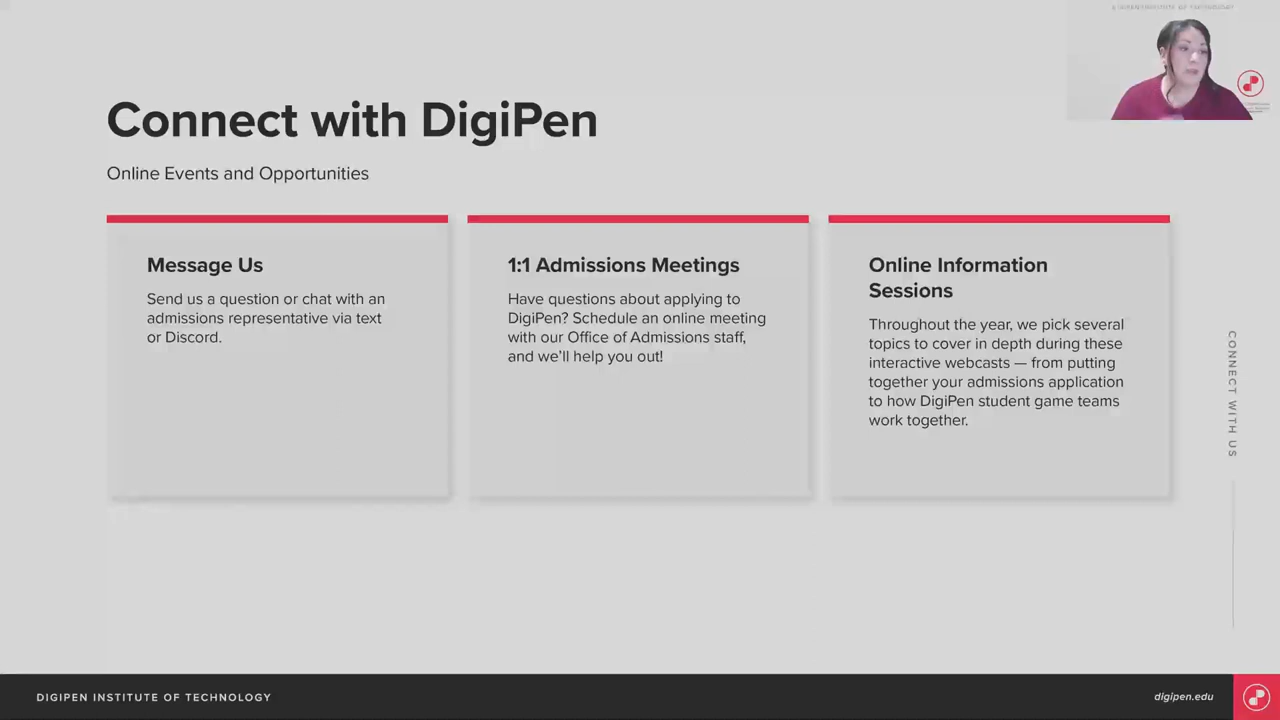 Connect with DigiPen
Online Events and Opportunities
Message Us
Send us a question or chat with an
admissions representative via text
or Discord.
1:1 Admissions Meetings
Have questions about applying to
DigiPen? Schedule an online meeting
with our Office of Admissions staff,
and we’ll help you out!
Online Information
Sessions
Throughout the year, we pick several
topics to cover in depth during these
interactive webcasts — from putting
together your admissions application
to how DigiPen student game teams
work together.
CONNECT WITH US
DIGIPEN INSTITUTE OF TECHNOLOGY
digipen.edu